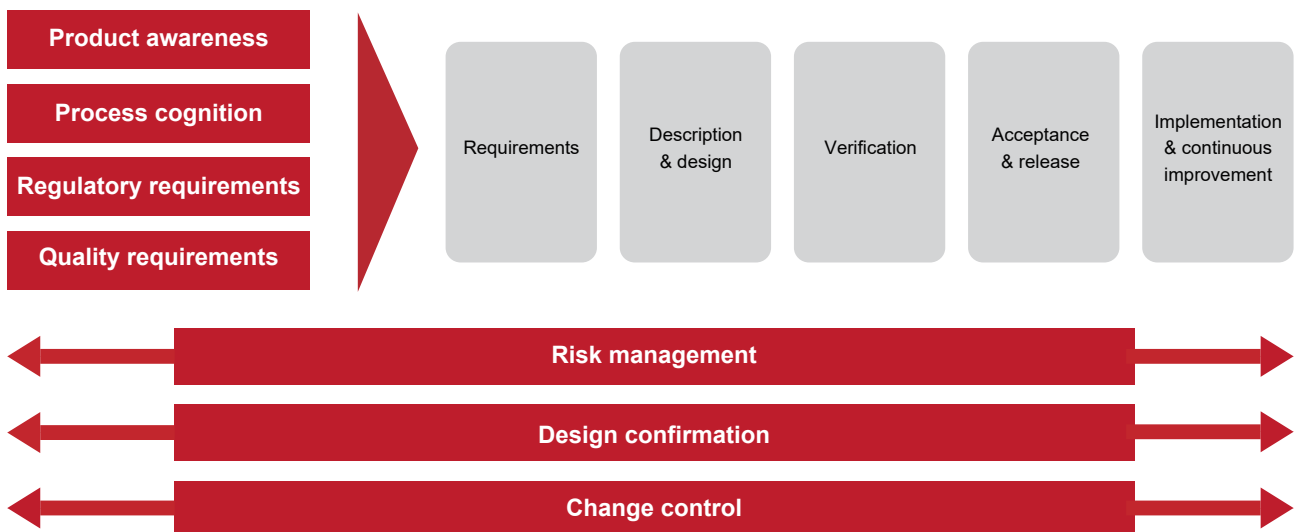 Product awareness
Process cognition
Regulatory requirements
Quality requirements
Requirements
Description
& design
Verification
Acceptance
& release
Implementation
& continuous
improvement
Risk management
Design confirmation
Change control